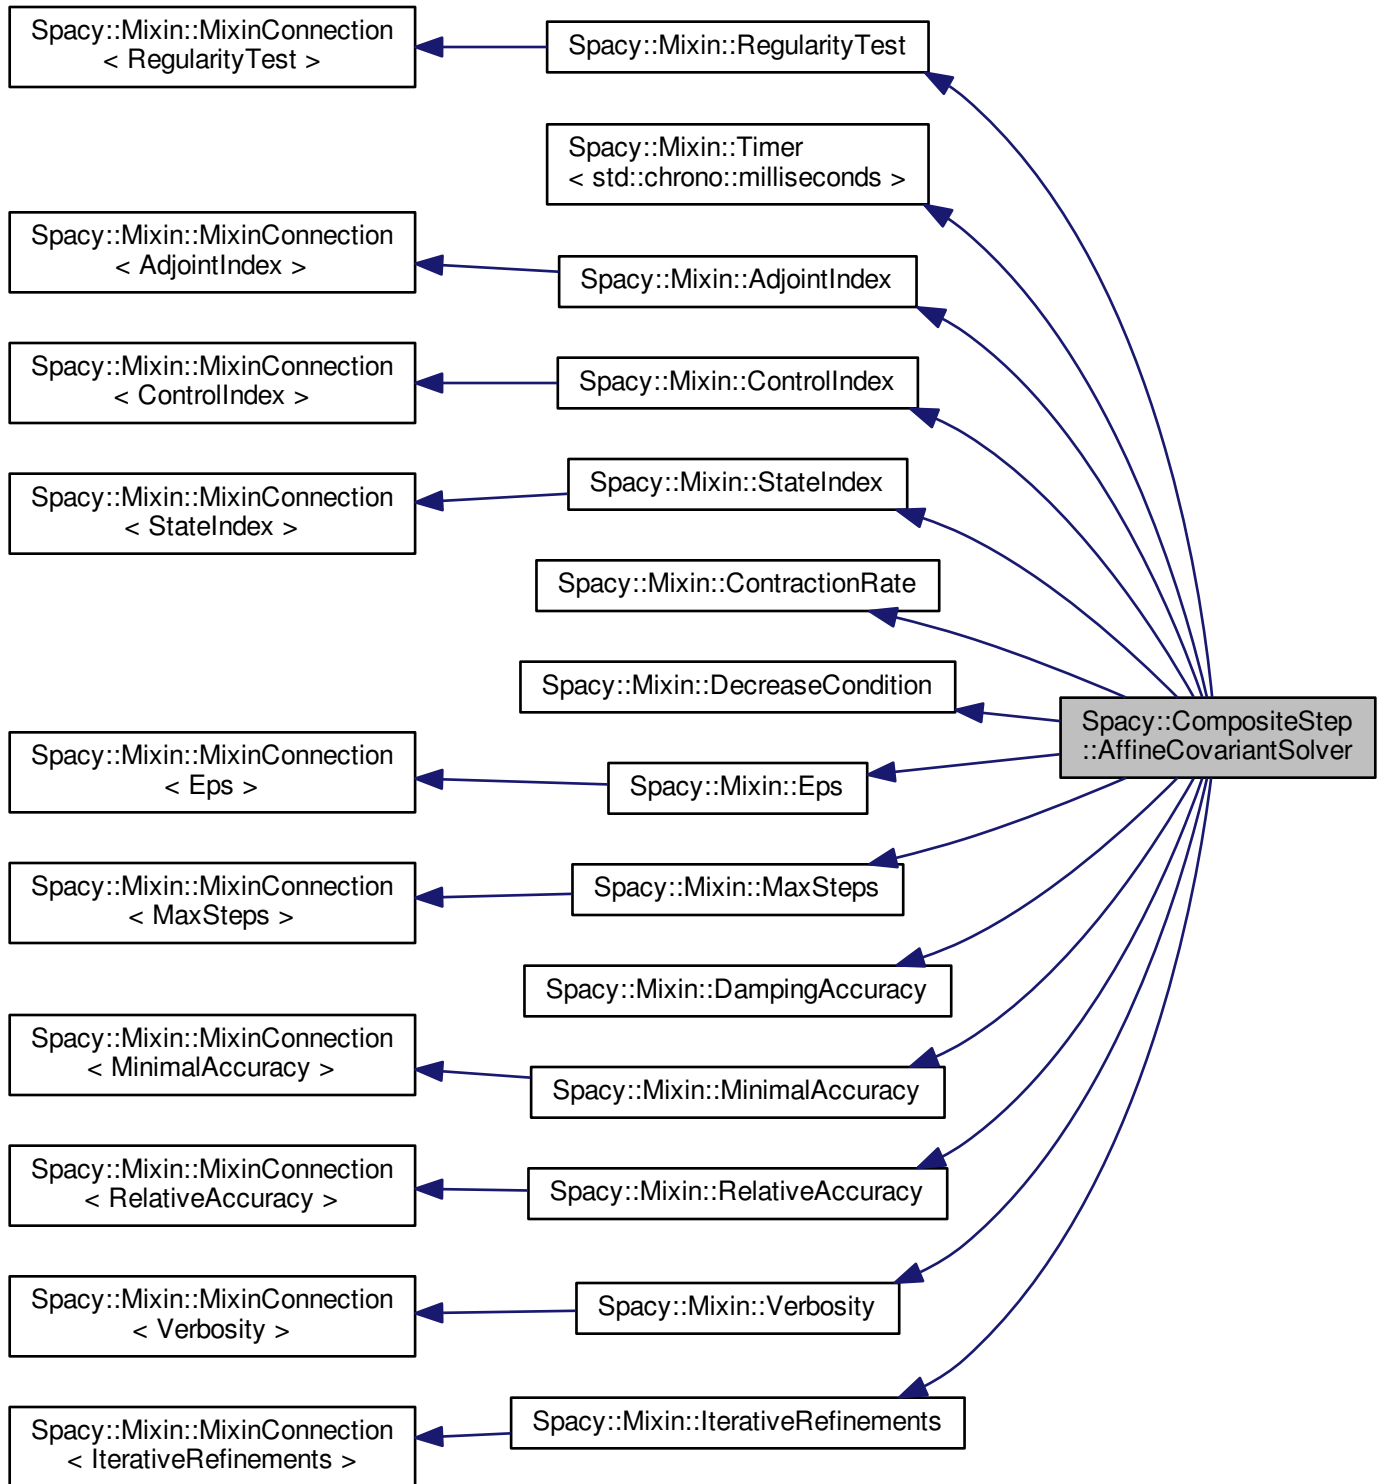 Spacy::Mixin::MixinConnection
< RegularityTest >
Spacy::Mixin::RegularityTest
Spacy::Mixin::Timer
< std::chrono::milliseconds >
Spacy::Mixin::MixinConnection
< AdjointIndex >
Spacy::Mixin::AdjointIndex
Spacy::Mixin::MixinConnection
< ControlIndex >
Spacy::Mixin::ControlIndex
Spacy::Mixin::MixinConnection
< StateIndex >
Spacy::Mixin::StateIndex
Spacy::Mixin::ContractionRate
Spacy::Mixin::DecreaseCondition
Spacy::CompositeStep
::AffineCovariantSolver
Spacy::Mixin::MixinConnection
< Eps >
Spacy::Mixin::Eps
Spacy::Mixin::MixinConnection
< MaxSteps >
Spacy::Mixin::MaxSteps
Spacy::Mixin::DampingAccuracy
Spacy::Mixin::MixinConnection
< MinimalAccuracy >
Spacy::Mixin::MinimalAccuracy
Spacy::Mixin::MixinConnection
< RelativeAccuracy >
Spacy::Mixin::RelativeAccuracy
Spacy::Mixin::MixinConnection
< Verbosity >
Spacy::Mixin::Verbosity
Spacy::Mixin::MixinConnection
< IterativeRefinements >
Spacy::Mixin::IterativeRefinements